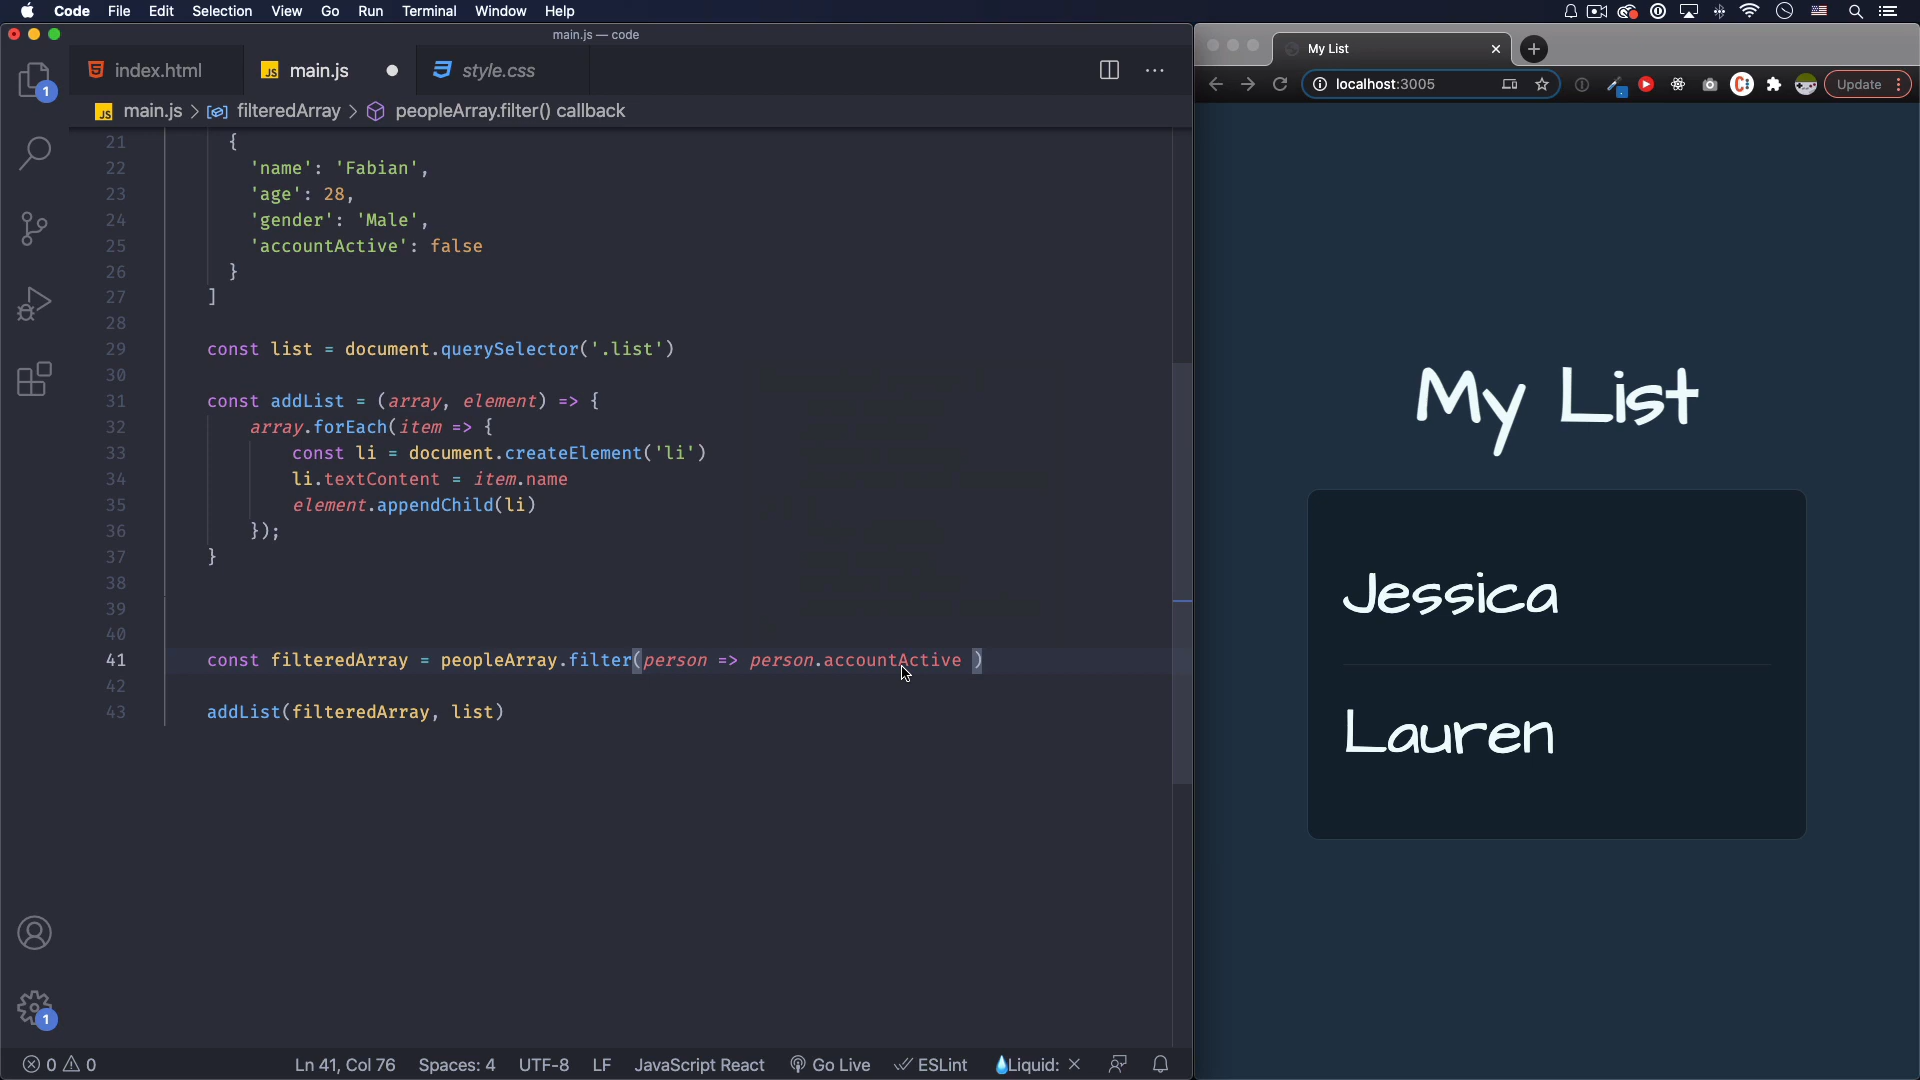 Code File Edit Selection View Go Run Terminal Window Help
main.js — code
index.html
JS main.js
style.css
JS main.js > filteredArray > peopleArray.filter() callback
21 {
22 'name': 'Fabian',
23 'age': 28,
24 'gender': 'Male',
25 'accountActive': false
26 }
27 ]
28
29 const list = document.querySelector('.list')
30
31 const addList = (array, element) => {
32 array.forEach(item => {
33 const li = document.createElement('li')
34 li.textContent = item.name
35 element.appendChild(li)
36 });
37 }
38
39
40
41 const filteredArray = peopleArray.filter(person => person.accountActive )
42
43 addList(filteredArray, list)
1
1
0 0 Ln 41, Col 76 Spaces: 4 UTF-8 LF JavaScript React Go Live ESLint Liquid:
My List
localhost:3005
Update
My List
Jessica
Lauren